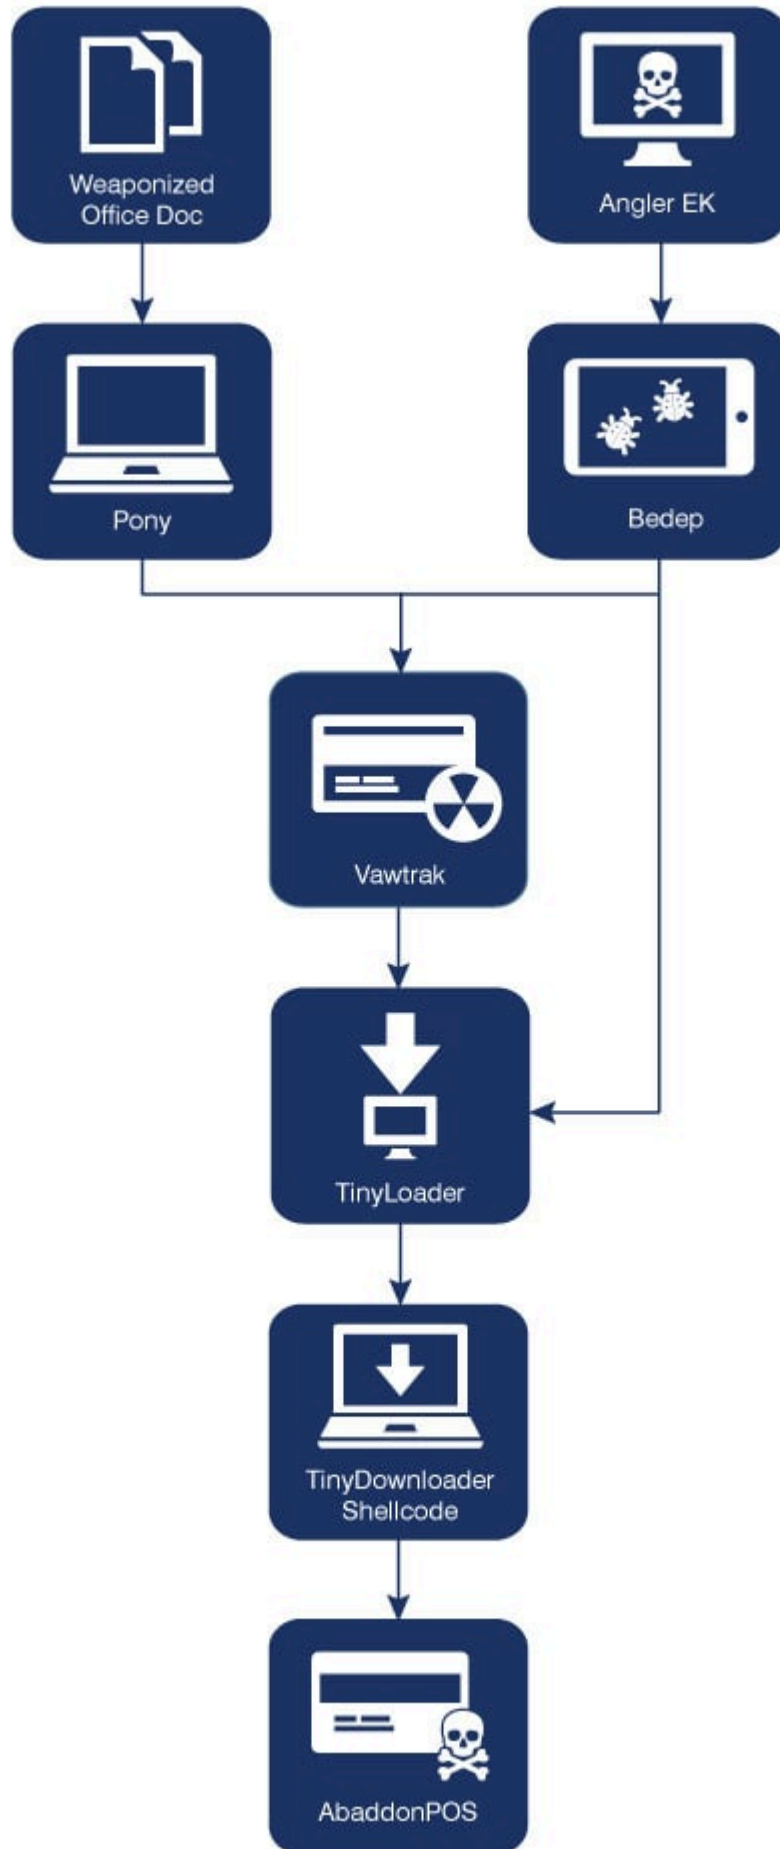 Weaponized
Office Doc
Angler EK
Pony
Bedep
Vawtrak
TinyLoader
TinyDownloader
Shellcode
AbaddonPOS